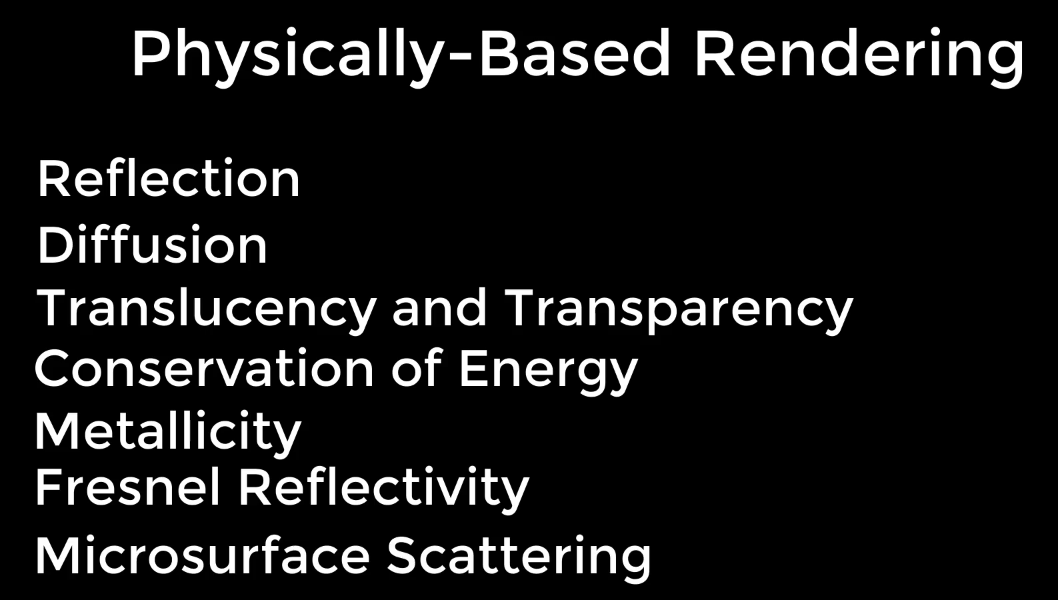 Physically-Based Rendering
Reflection
Diffusion
Translucency and Transparency
Conservation of Energy
Metallicity
Fresnel Reflectivity
Microsurface Scattering